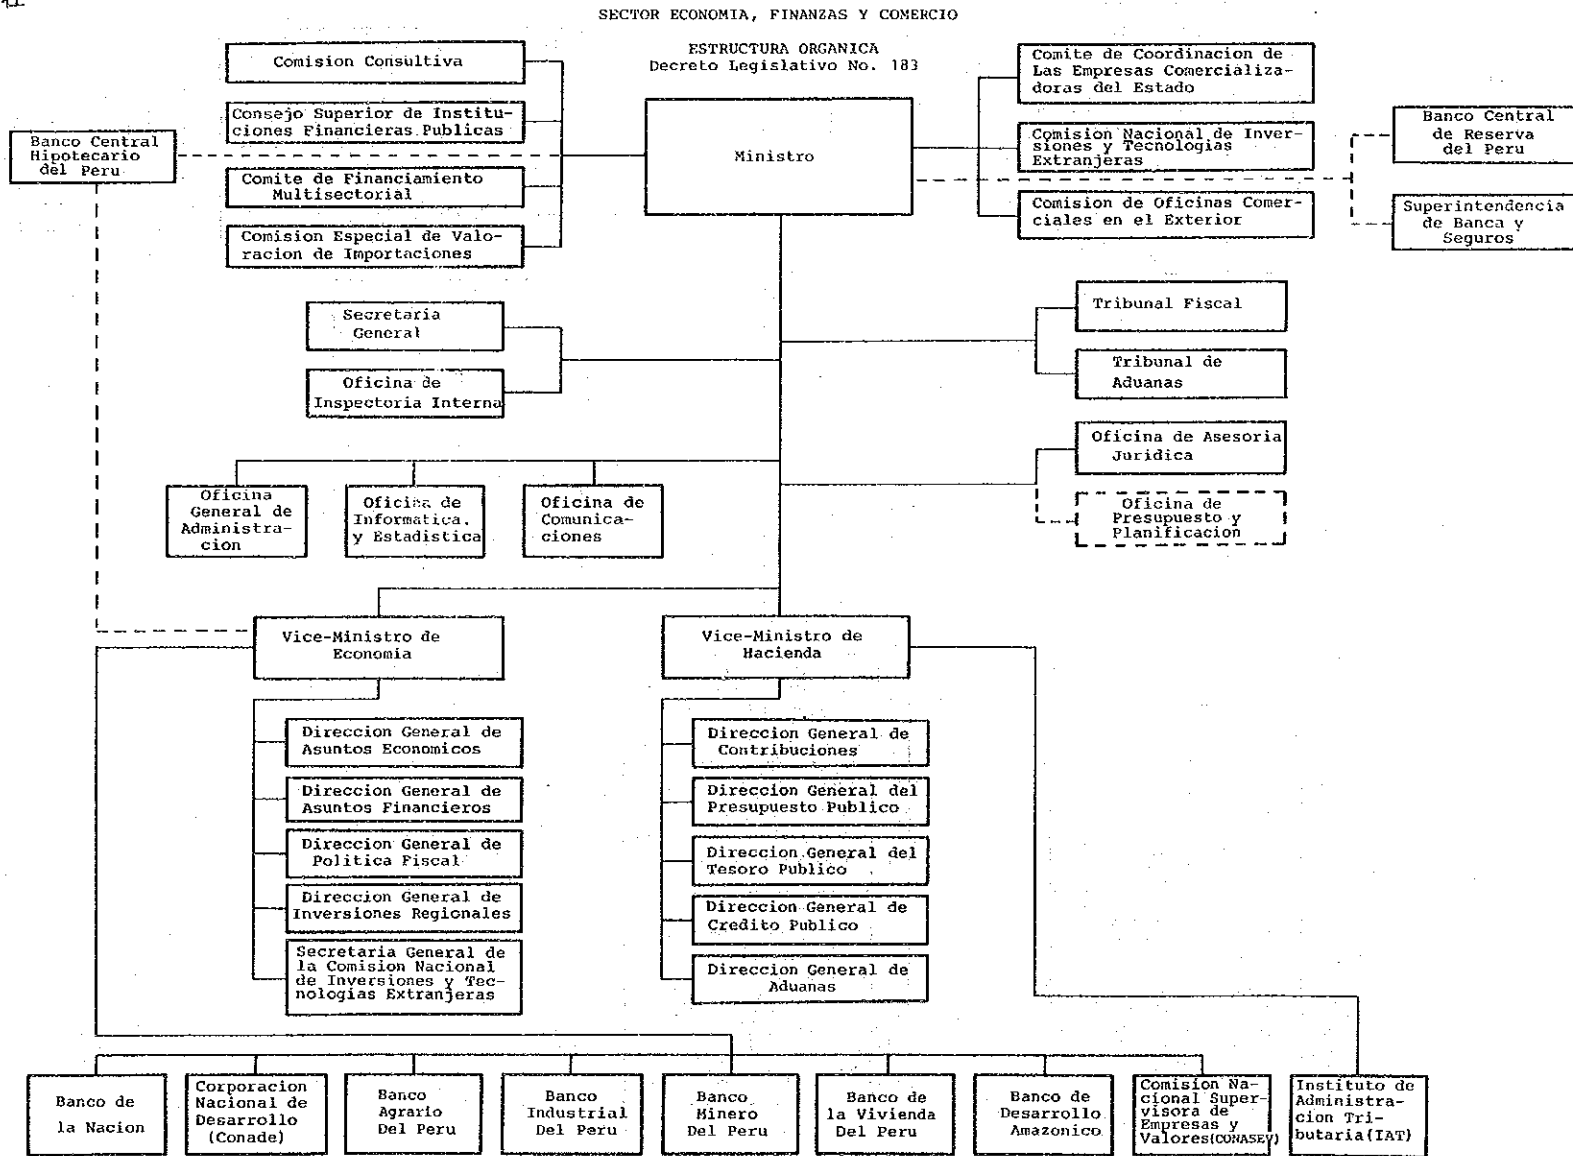 社
SECTOR ECONOMIA, FINANZAS Y COMERCIO
ESTRUCTURA ORGANICA
Decreto Legislativo No. 183
Comision Consultiva
Consejo Superior de Institu-
ciones Financieras Publicas
Comite de Financiamiento
Multisectorial
Comision Especial de Valo-
racion de Importaciones
Banco Central
Hipotecario
del Peru
Ministro
Comite de Coordinacion de
Las Empresas Comercializa-
doras del Estado
Comision Nacional de Inver-
siones y Tecnologias
Extranjeras
Comision de Oficinas Comer-
ciales en el Exterior
Banco Central
de Reserva
del Peru
Superintendencia
de Banca y
Seguros
Secretaria
General
Oficina de
Inspectoria Interna
Tribunal Fiscal
Tribunal de
Aduanas
Oficina de Asesoria
Juridica
Oficina de
Presupuesto y
Planificacion
Oficina
General de
Administra-
cion
Oficina de
Informatica.
y Estadistica
Oficina de
Comunica-
ciones
Vice-Ministro de
Economia
Vice-Ministro de
Hacienda
Direccion General de
Asuntos Economicos
Direccion General de
Asuntos Financieros
Direccion General de
Politica Fiscal
Direccion General de
Inversiones Regionales
Secretaria General de
la Comision Nacional
de Inversiones y Tec-
nologias Extranjeras
Direccion General de
Contribuciones
Direccion General del
Presupuesto Publico
Direccion General del
Tesoro Publico
Direccion General de
Credito Publico
Direccion General de
Aduanas
Banco de
la Nacion
Corporacion
Nacional de
Desarrollo
(Conade)
Banco
Agrario
Del Peru
Banco
Industrial
Del Peru
Banco
Minero
Del Peru
Banco de
la Vivienda
Del Peru
Banco de
Desarrollo
Amazonico
Comision Na-
cional Super-
visora de
Empresas y
Valores(CONASEV)
Instituto de
Administra-
cion Tri-
butaria(IAT)